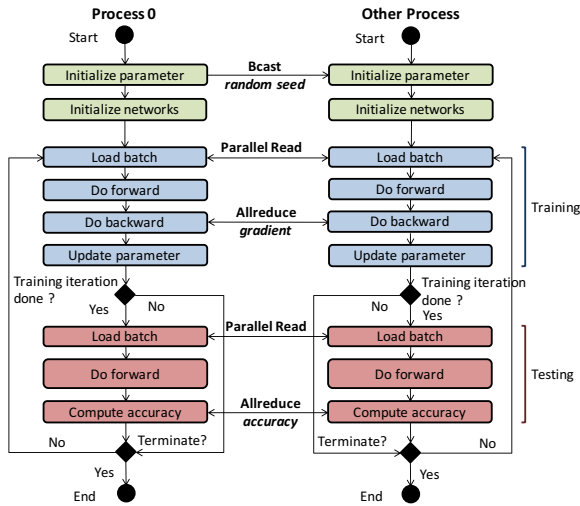 Process 0
Other Process
Start
Start
Initialize parameter
Bcast
random seed
Initialize parameter
Initialize networks
Initialize networks
Load batch
Parallel Read
Load batch
Do forward
Do forward
Do backward
Allreduce
gradient
Do backward
Training
Update parameter
Update parameter
Training iteration
done ?
Yes
No
Training iteration
done ?
No
Yes
Load batch
Parallel Read
Load batch
Do forward
Do forward
Testing
Compute accuracy
Allreduce
accuracy
Compute accuracy
No
Terminate?
Terminate?
No
Yes
Yes
End
End